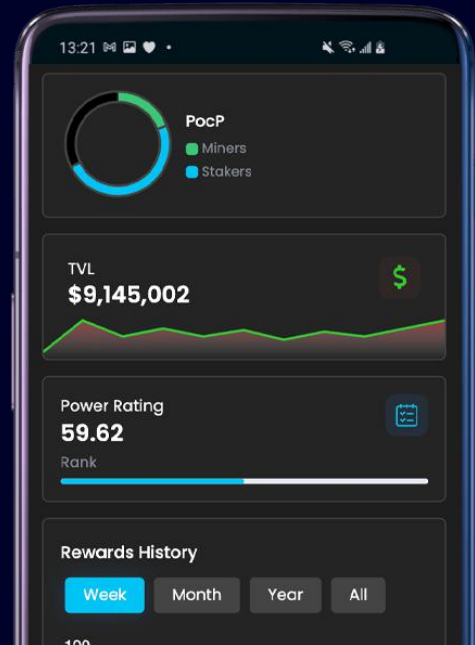 13:21
PocP
Miners
Stakers
TVL
$9,145,002
Power Rating
59.62
Rank
Rewards History
Week Month Year All
100